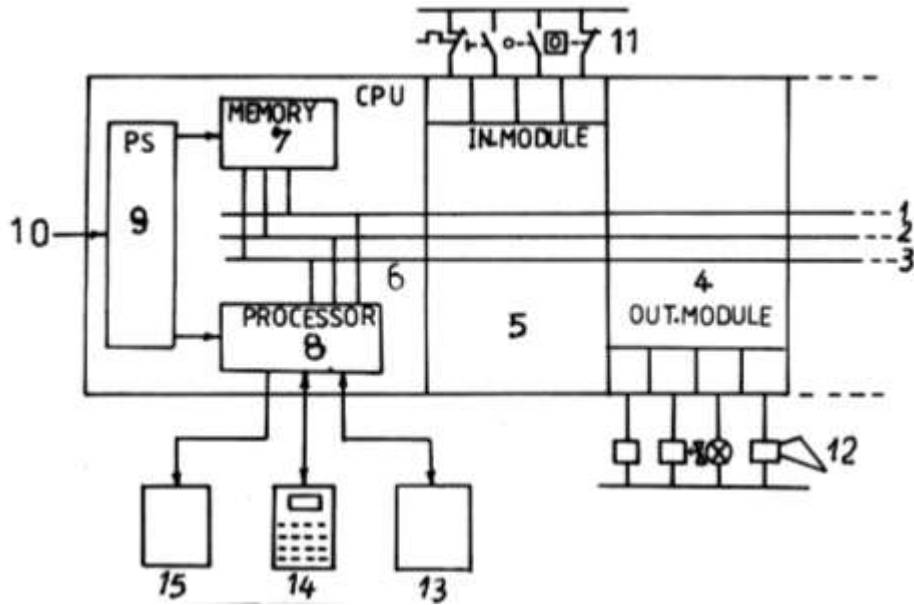 11
CPU
MEMORY
7
IN-MODULE
PS
9
10
1
2
3
6
4
OUT.MODULE
5
PROCESSOR
8
12
15
14
13